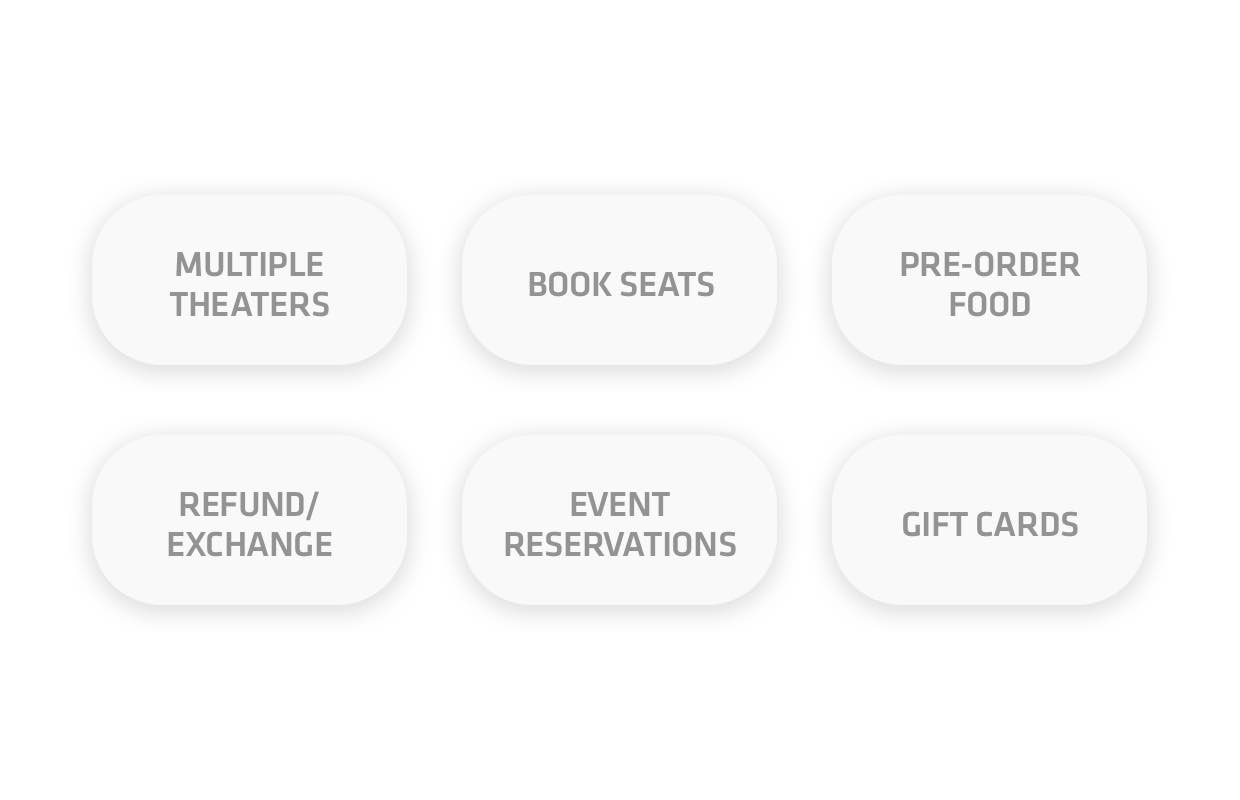 MULTIPLE
THEATERS
BOOK SEATS
PRE-ORDER
FOOD
REFUND/
EXCHANGE
EVENT
RESERVATIONS
GIFT CARDS